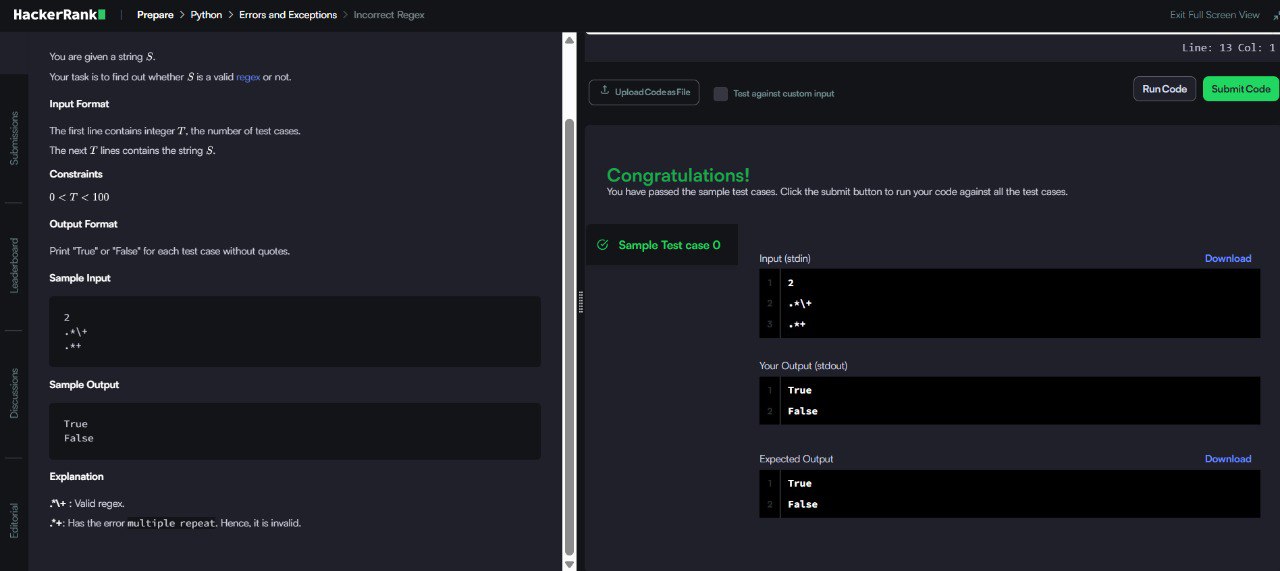 HackerRank
Prepare > Python > Errors and Exceptions > Incorrect Regex
Exit Full Screen View
Submissions
Leaderboard
Discussions
Editorial
You are given a string S.
Your task is to find out whether S is a valid regex or not.
Input Format
The first line contains integer T, the number of test cases.
The next T lines contains the string S.
Constraints
0 < T < 100
Output Format
Print "True" or "False" for each test case without quotes.
Sample Input
2
.*\+
.*+
Sample Output
True
False
Explanation
.*\+ : Valid regex.
.*+: Has the error multiple repeat. Hence, it is invalid.
Line: 13 Col: 1
Upload Code as File
Test against custom input
Run Code
Submit Code
Congratulations!
You have passed the sample test cases. Click the submit button to run your code against all the test cases.
Sample Test case 0
Input (stdin)
Download
1 2
2 .*\+
3 .*+
Your Output (stdout)
1 True
2 False
Expected Output
Download
1 True
2 False